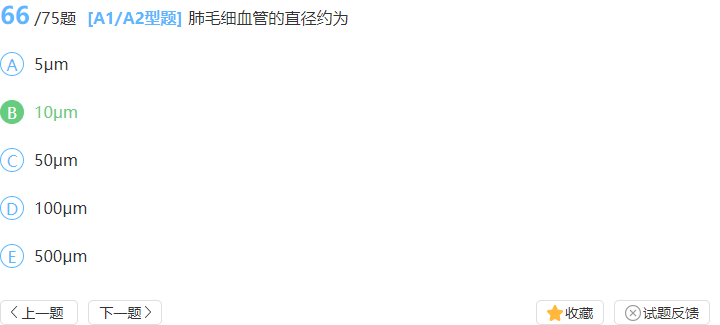 66 /75题 [A1/A2型题] 肺毛细血管的直径约为
A 5μm
B 10μm
C 50μm
D 100μm
E 500μm
上一题 下一题 收藏 试题反馈